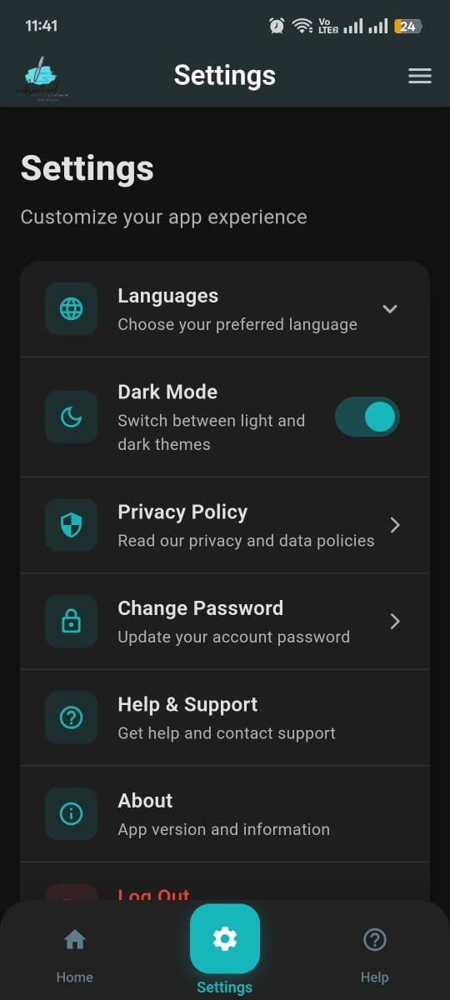 11:41
Vo
LTE
24
Settings
Settings
Customize your app experience
Languages
Choose your preferred language
Dark Mode
Switch between light and
dark themes
Privacy Policy
Read our privacy and data policies
Change Password
Update your account password
Help & Support
Get help and contact support
About
App version and information
Log Out
Home
Settings
Help